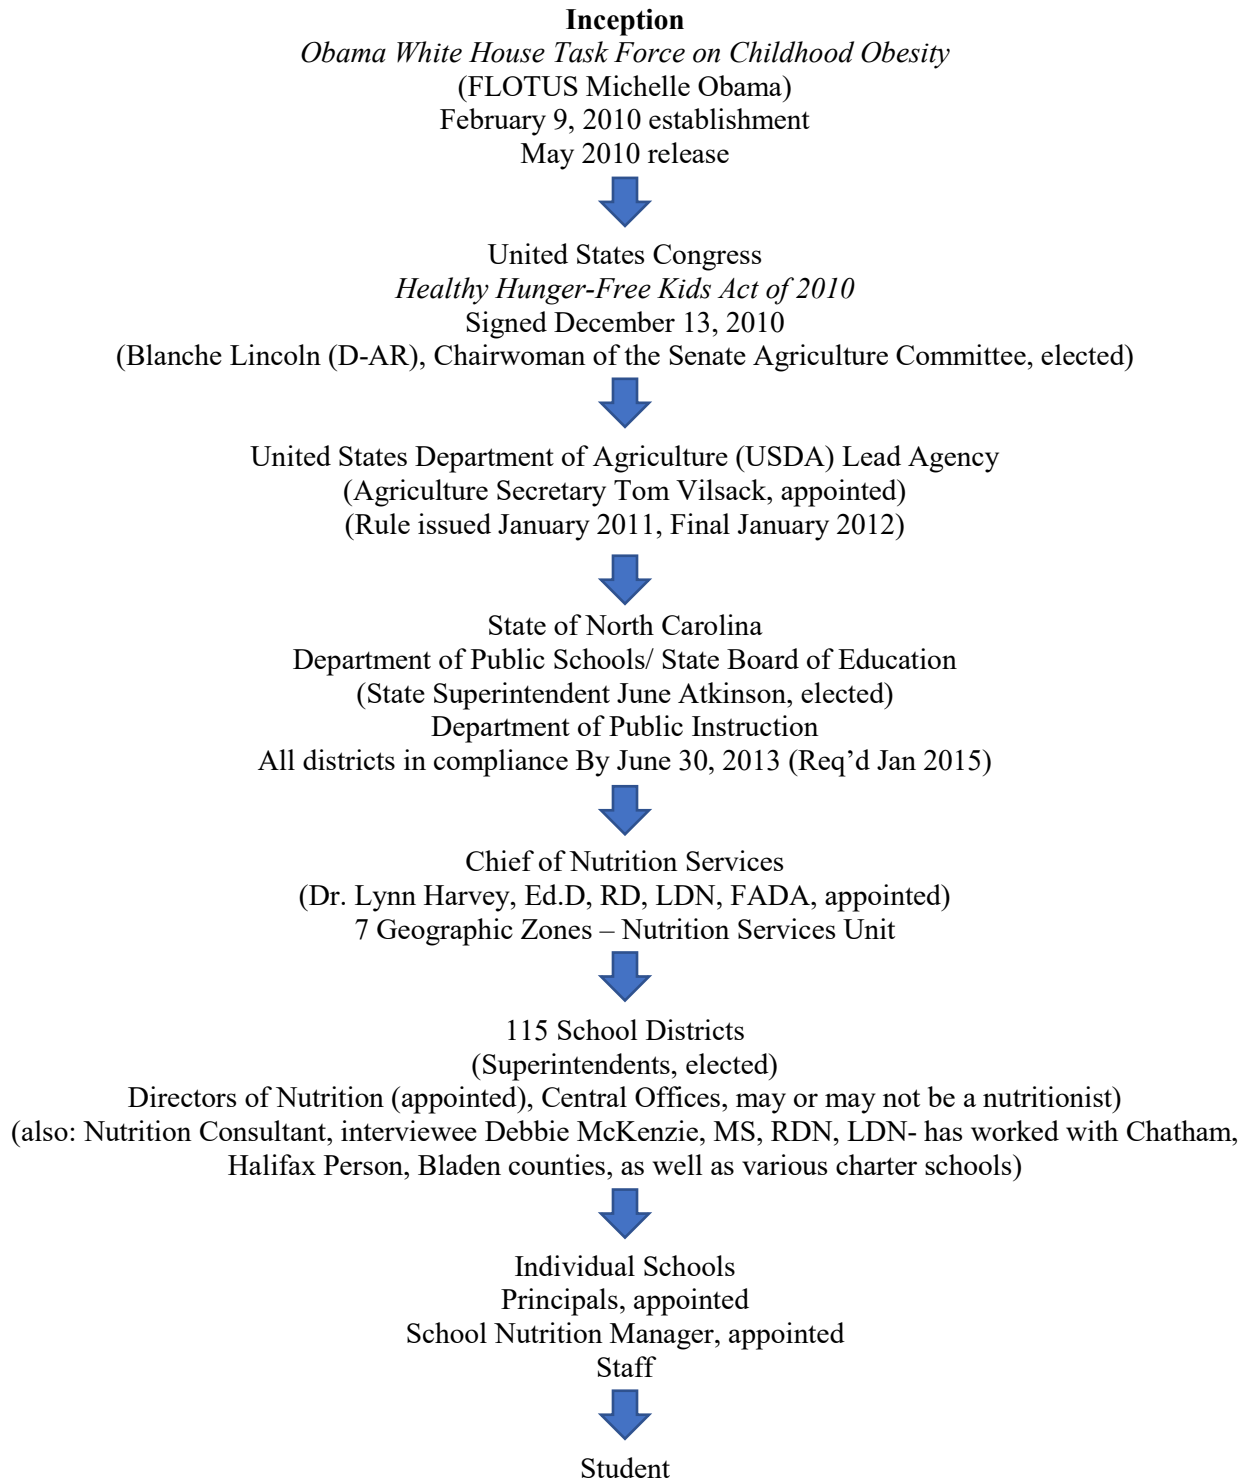 Inception
Obama White House Task Force on Childhood Obesity
(FLOTUS Michelle Obama)
February 9, 2010 establishment
May 2010 release
United States Congress
Healthy Hunger-Free Kids Act of 2010
Signed December 13, 2010
(Blanche Lincoln (D-AR), Chairwoman of the Senate Agriculture Committee, elected)
United States Department of Agriculture (USDA) Lead Agency
(Agriculture Secretary Tom Vilsack, appointed)
(Rule issued January 2011, Final January 2012)
State of North Carolina
Department of Public Schools/ State Board of Education
(State Superintendent June Atkinson, elected)
Department of Public Instruction
All districts in compliance By June 30, 2013 (Req’d Jan 2015)
Chief of Nutrition Services
(Dr. Lynn Harvey, Ed.D, RD, LDN, FADA, appointed)
7 Geographic Zones – Nutrition Services Unit
115 School Districts
(Superintendents, elected)
Directors of Nutrition (appointed), Central Offices, may or may not be a nutritionist)
(also: Nutrition Consultant, interviewee Debbie McKenzie, MS, RDN, LDN- has worked with Chatham,
Halifax Person, Bladen counties, as well as various charter schools)
Individual Schools
Principals, appointed
School Nutrition Manager, appointed
Staff
Student